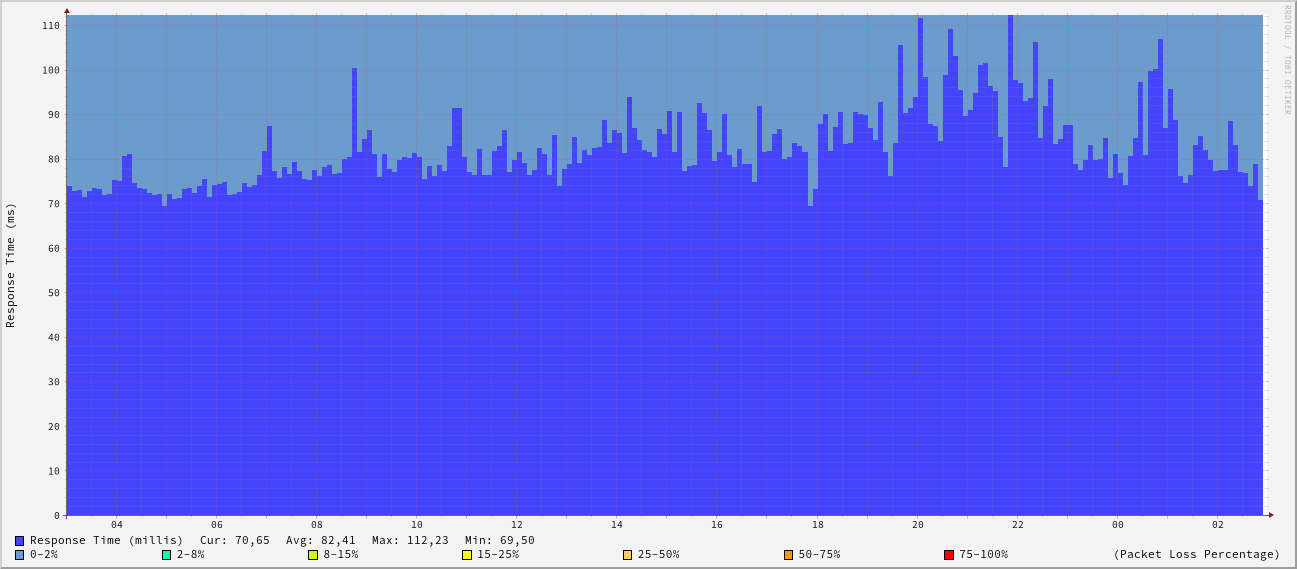 RRDTOOL / TOBI OETIKER
Response Time (ms)
110
100
90
80
70
60
50
40
30
20
10
0
04 06 08 10 12 14 16 18 20 22 00 02
Response Time (millis) Cur: 70,65 Avg: 82,41 Max: 112,23 Min: 69,50
0-2% 2-8% 8-15% 15-25% 25-50% 50-75% 75-100% (Packet Loss Percentage)